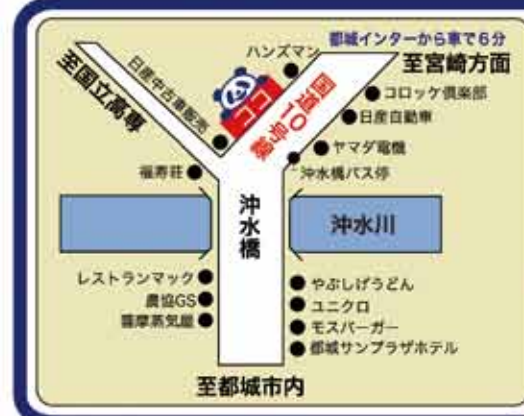 都城インターから車で6分
ハンズマン
至宮崎方面
至国立高専
日産中古車販売
ココ
国道10号線
コロッケ倶楽部
日産自動車
ヤマダ電機
沖水橋バス停
福寿荘
沖水橋
沖水川
レストランマック
農協GS
薩摩蒸気屋
やぶしげうどん
ユニクロ
モスバーガー
都城サンプラザホテル
至都城市内